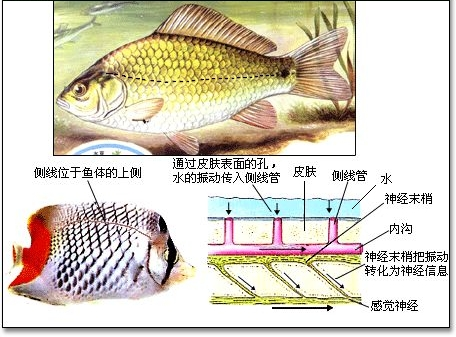 侧线位于鱼体的上侧
通过皮肤表面的孔，
水的振动传入侧线管
皮肤
侧线管
水
神经末梢
内沟
神经末梢把振动
转化为神经信息
感觉神经